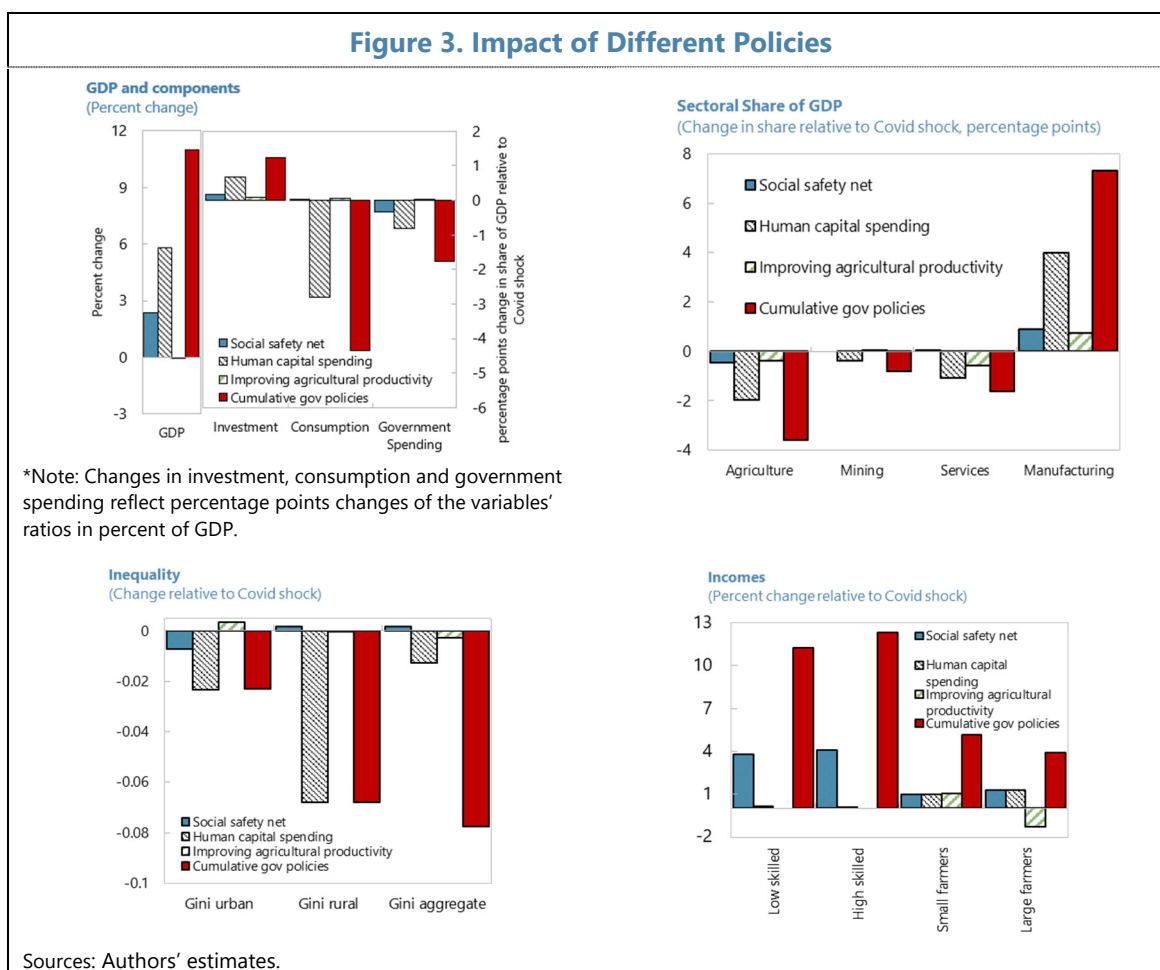 Figure 3. Impact of Different Policies
GDP and components
(Percent change)
12
9
6
3
0
-3
Percent change
2
1
0
-1
-2
-3
-4
-5
-6
percentage points change in share of GDP relative to
Covid shock
Social safety net
Human capital spending
Improving agricultural productivity
Cumulative gov policies
GDP
Investment
Consumption
Government
Spending
*Note: Changes in investment, consumption and government
spending reflect percentage points changes of the variables’
ratios in percent of GDP.
Sectoral Share of GDP
(Change in share relative to Covid shock, percentage points)
8
6
4
2
0
-2
-4
Social safety net
Human capital spending
Improving agricultural productivity
Cumulative gov policies
Agriculture
Mining
Services
Manufacturing
Inequality
(Change relative to Covid shock)
0
-0.02
-0.04
-0.06
-0.08
-0.1
Social safety net
Human capital spending
Improving agricultural productivity
Cumulative gov policies
Gini urban
Gini rural
Gini aggregate
Incomes
(Percent change relative to Covid shock)
13
10
7
4
1
-2
Social safety net
Human capital
spending
Improving agricultural
productivity
Cumulative gov policies
Low skilled
High skilled
Small farmers
Large farmers
Sources: Authors’ estimates.